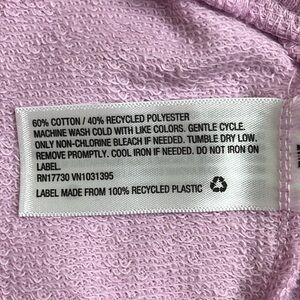 60% COTTON / 40% RECYCLED POLYESTER
MACHINE WASH COLD WITH LIKE COLORS. GENTLE CYCLE.
ONLY NON-CHLORINE BLEACH IF NEEDED. TUMBLE DRY LOW.
REMOVE PROMPTLY. COOL IRON IF NEEDED. DO NOT IRON ON
LABEL.
RN17730 VN1031395
LABEL MADE FROM 100% RECYCLED PLASTIC